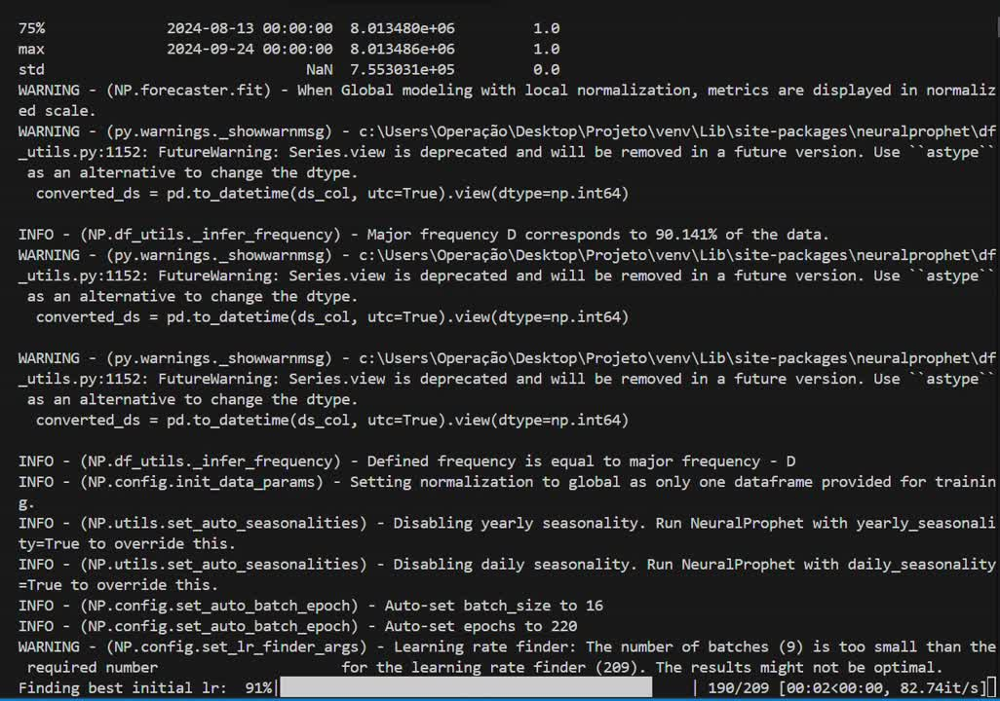 75%              2024-08-13 00:00:00  8.013480e+06         1.0
max              2024-09-24 00:00:00  8.013486e+06         1.0
std                              NaN  7.553031e+05         0.0
WARNING - (NP.forecaster.fit) - When Global modeling with local normalization, metrics are displayed in normaliz
ed scale.
WARNING - (py.warnings._showwarnmsg) - c:\Users\Operação\Desktop\Projeto\venv\Lib\site-packages\neuralprophet\df
_utils.py:1152: FutureWarning: Series.view is deprecated and will be removed in a future version. Use ``astype``
 as an alternative to change the dtype.
  converted_ds = pd.to_datetime(ds_col, utc=True).view(dtype=np.int64)
INFO - (NP.df_utils._infer_frequency) - Major frequency D corresponds to 90.141% of the data.
WARNING - (py.warnings._showwarnmsg) - c:\Users\Operação\Desktop\Projeto\venv\Lib\site-packages\neuralprophet\df
_utils.py:1152: FutureWarning: Series.view is deprecated and will be removed in a future version. Use ``astype``
 as an alternative to change the dtype.
  converted_ds = pd.to_datetime(ds_col, utc=True).view(dtype=np.int64)
WARNING - (py.warnings._showwarnmsg) - c:\Users\Operação\Desktop\Projeto\venv\Lib\site-packages\neuralprophet\df
_utils.py:1152: FutureWarning: Series.view is deprecated and will be removed in a future version. Use ``astype``
 as an alternative to change the dtype.
  converted_ds = pd.to_datetime(ds_col, utc=True).view(dtype=np.int64)
INFO - (NP.df_utils._infer_frequency) - Defined frequency is equal to major frequency - D
INFO - (NP.config.init_data_params) - Setting normalization to global as only one dataframe provided for trainin
g.
INFO - (NP.utils.set_auto_seasonalities) - Disabling yearly seasonality. Run NeuralProphet with yearly_seasonali
ty=True to override this.
INFO - (NP.utils.set_auto_seasonalities) - Disabling daily seasonality. Run NeuralProphet with daily_seasonality
=True to override this.
INFO - (NP.config.set_auto_batch_epoch) - Auto-set batch_size to 16
INFO - (NP.config.set_auto_batch_epoch) - Auto-set epochs to 220
WARNING - (NP.config.set_lr_finder_args) - Learning rate finder: The number of batches (9) is too small than the
 required number                     for the learning rate finder (209). The results might not be optimal.
Finding best initial lr:  91%|     | 190/209 [00:02<00:00, 82.74it/s]